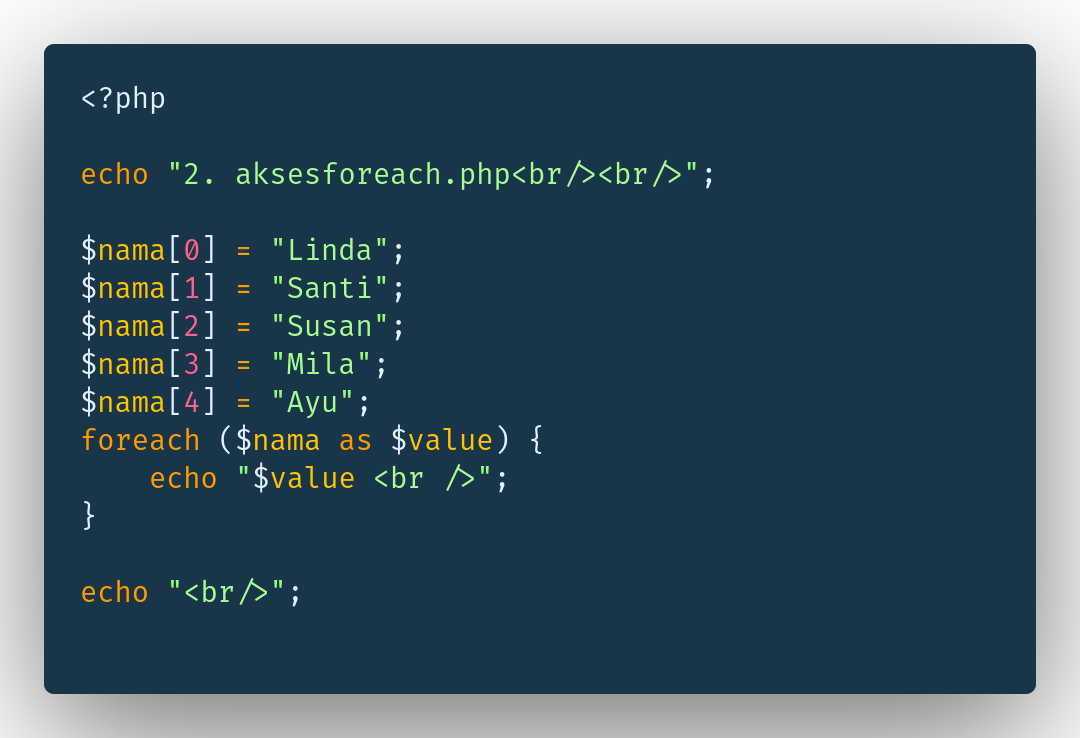 <?php
echo "2. aksesforeach.php<br/><br/>";
$nama[0] = "Linda";
$nama[1] = "Santi";
$nama[2] = "Susan";
$nama[3] = "Mila";
$nama[4] = "Ayu";
foreach ($nama as $value) {
    echo "$value <br />";
}
echo "<br/>";